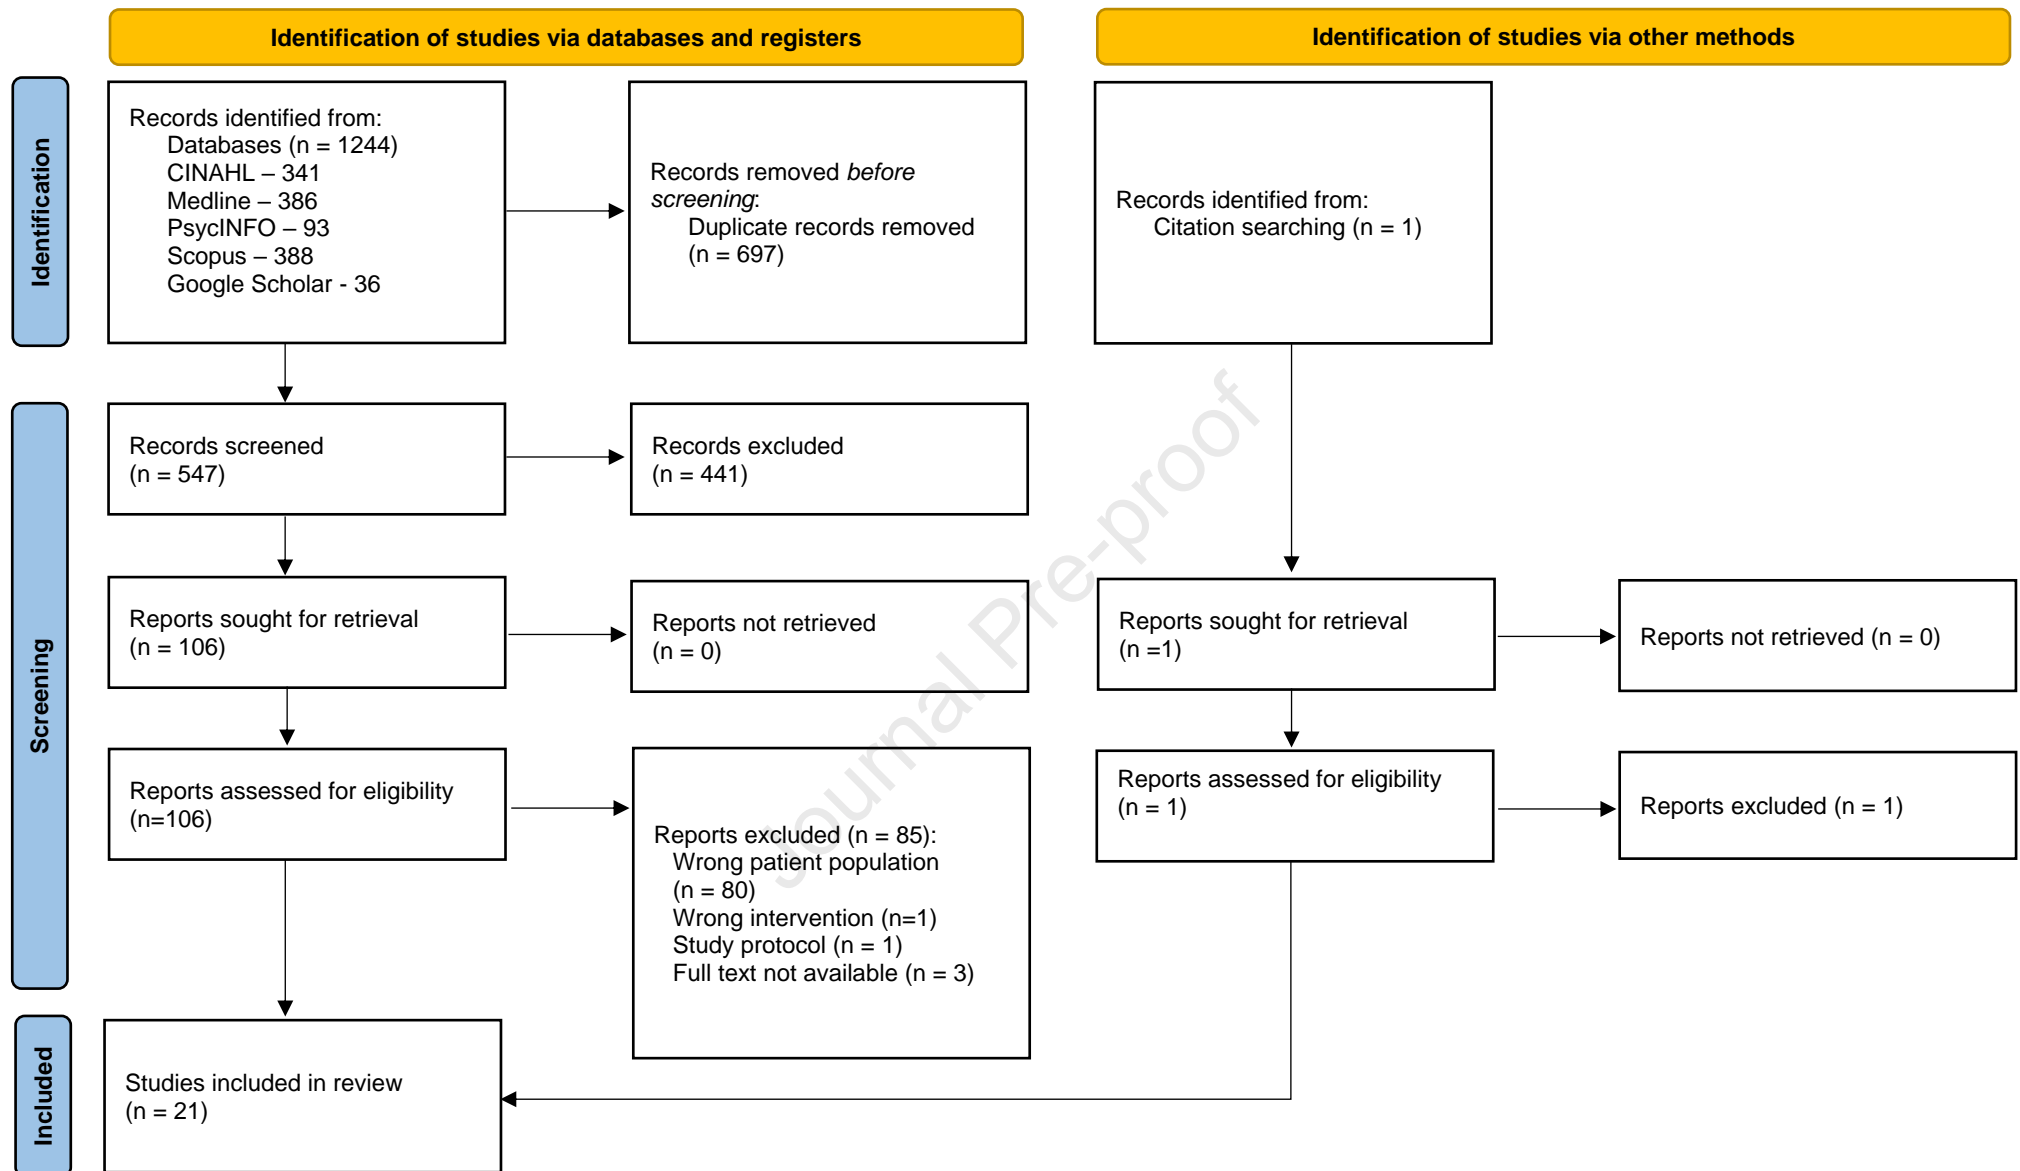 Identification of studies via databases and registers
Identification of studies via other methods
Identification
Records identified from:
Databases (n = 1244)
CINAHL – 341
Medline – 386
PsycINFO – 93
Scopus – 388
Google Scholar - 36
Records removed before
screening:
Duplicate records removed
(n = 697)
Records identified from:
Citation searching (n = 1)
Screening
Records screened
(n = 547)
Records excluded
(n = 441)
Reports sought for retrieval
(n = 106)
Reports not retrieved
(n = 0)
Reports sought for retrieval
(n =1)
Reports not retrieved (n = 0)
Reports assessed for eligibility
(n=106)
Reports excluded (n = 85):
Wrong patient population
(n = 80)
Wrong intervention (n=1)
Study protocol (n = 1)
Full text not available (n = 3)
Reports assessed for eligibility
(n = 1)
Reports excluded (n = 1)
Included
Studies included in review
(n = 21)
Journal Pre-proof